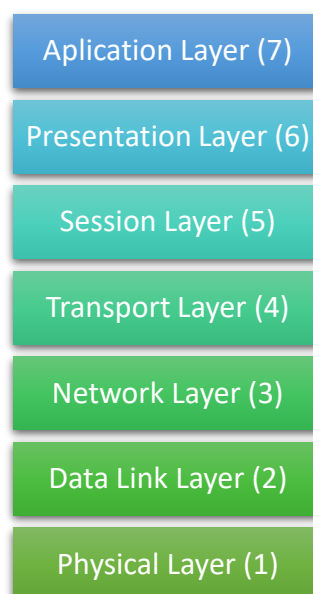 Aplication Layer (7)
Presentation Layer (6)
Session Layer (5)
Transport Layer (4)
Network Layer (3)
Data Link Layer (2)
Physical Layer (1)